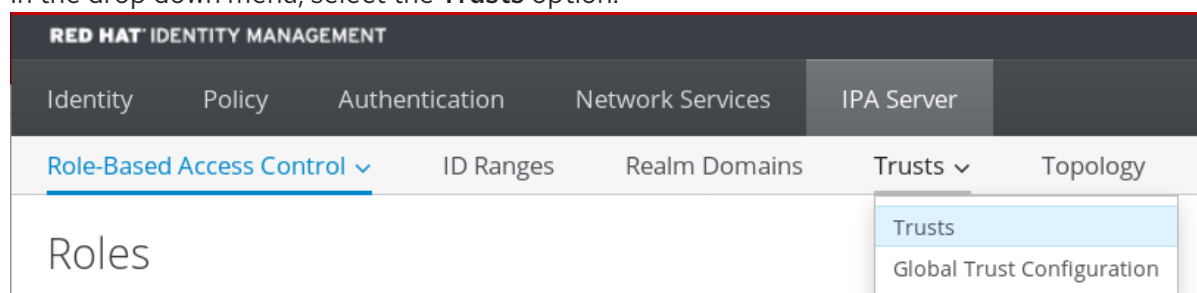 In the drop down menu, select the Trusts option.
RED HAT® IDENTITY MANAGEMENT
Identity Policy Authentication Network Services IPA Server
Role-Based Access Control ID Ranges Realm Domains Trusts Topology
Roles
Trusts
Global Trust Configuration